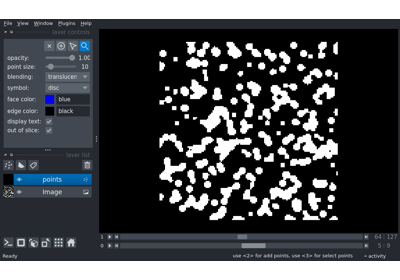 File View Window Plugins Help
layer controls
opacity: 1.00
point size: 10
blending: translucen
symbol: disc
face color: blue
edge color: black
display text:
out of slice:
layer list
points
Image
1 64 127
0 5 9
Ready use <2> for add points, use <3> for select points activity